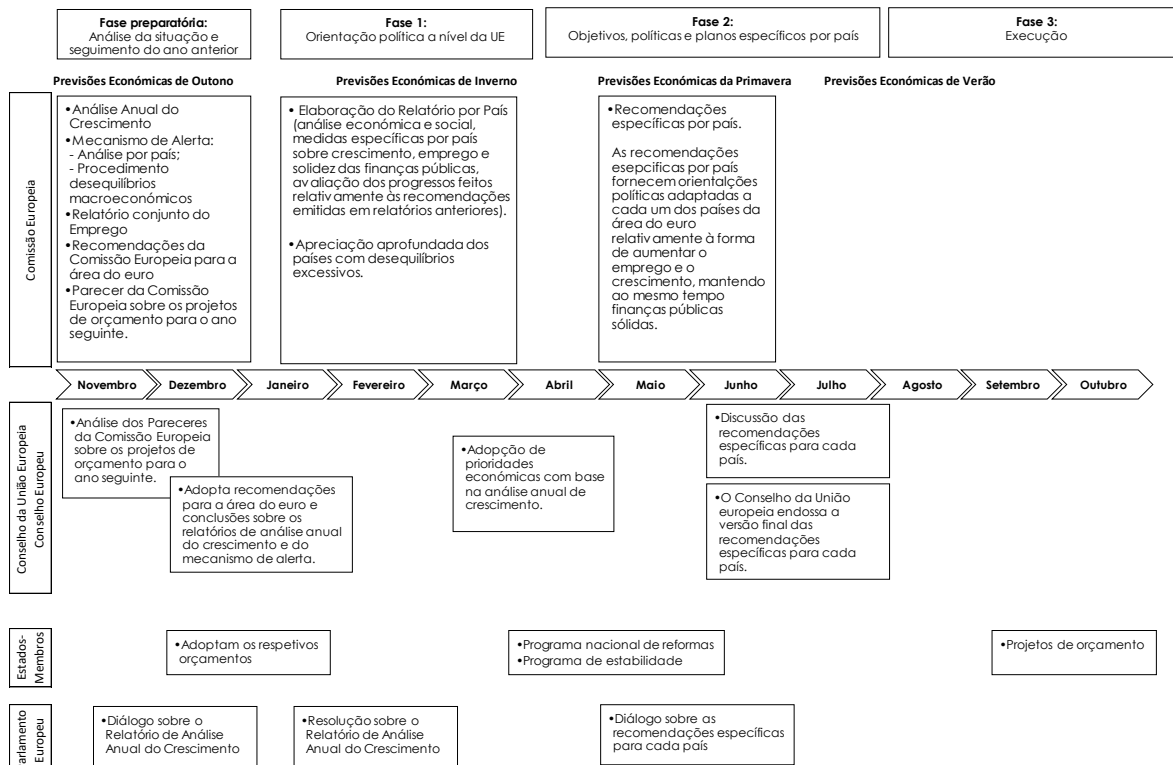 Fase preparatória:
Análise da situação e
seguimento do ano anterior
Fase 1:
Orientação política a nível da UE
Fase 2:
Objetivos, políticas e planos específicos por país
Fase 3:
Execução
Previsões Económicas de Outono
Previsões Económicas de Inverno
Previsões Económicas da Primavera
Previsões Económicas de Verão
Comissão Europeia
•Análise Anual do
Crescimento
•Mecanismo de Alerta:
- Análise por país;
- Procedimento
desequilíbrios
macroeconómicos
•Relatório conjunto do
Emprego
•Recomendações da
Comissão Europeia para a
área do euro
•Parecer da Comissão
Europeia sobre os projetos
de orçamento para o ano
seguinte.
• Elaboração do Relatório por País
(análise económica e social,
medidas específicas por país
sobre crescimento, emprego e
solidez das finanças públicas,
avaliação dos progressos feitos
relativamente às recomendações
emitidas em relatórios anteriores).
•Apreciação aprofundada dos
países com desequilíbrios
excessivos.
•Recomendações
específicas por país.
As recomendações
esepcificas por país
fornecem orientalções
políticas adaptadas a
cada um dos países da
área do euro
relativamente à forma
de aumentar o
emprego e o
crescimento, mantendo
ao mesmo tempo
finanças públicas
sólidas.
Novembro
Dezembro
Janeiro
Fevereiro
Março
Abril
Maio
Junho
Julho
Agosto
Setembro
Outubro
Conselho da União Europeia
Conselho Europeu
•Análise dos Pareceres
da Comissão Europeia
sobre os projetos de
orçamento para o
ano seguinte.
•Adopta recomendações
para a área do euro e
conclusões sobre os
relatórios de análise anual
do crescimento e do
mecanismo de alerta.
•Adopção de
prioridades
económicas com base
na análise anual de
crescimento.
•Discussão das
recomendações
específicas para cada
país.
•O Conselho da União
europeia endossa a
versão final das
recomendações
específicas para cada
país.
Estados-
Membros
•Adoptam os respetivos
orçamentos
•Programa nacional de reformas
•Programa de estabilidade
•Projetos de orçamento
arlamento
Europeu
•Diálogo sobre o
Relatório de Análise
Anual do Crescimento
•Resolução sobre o
Relatório de Análise
Anual do Crescimento
•Diálogo sobre as
recomendações específicas
para cada país